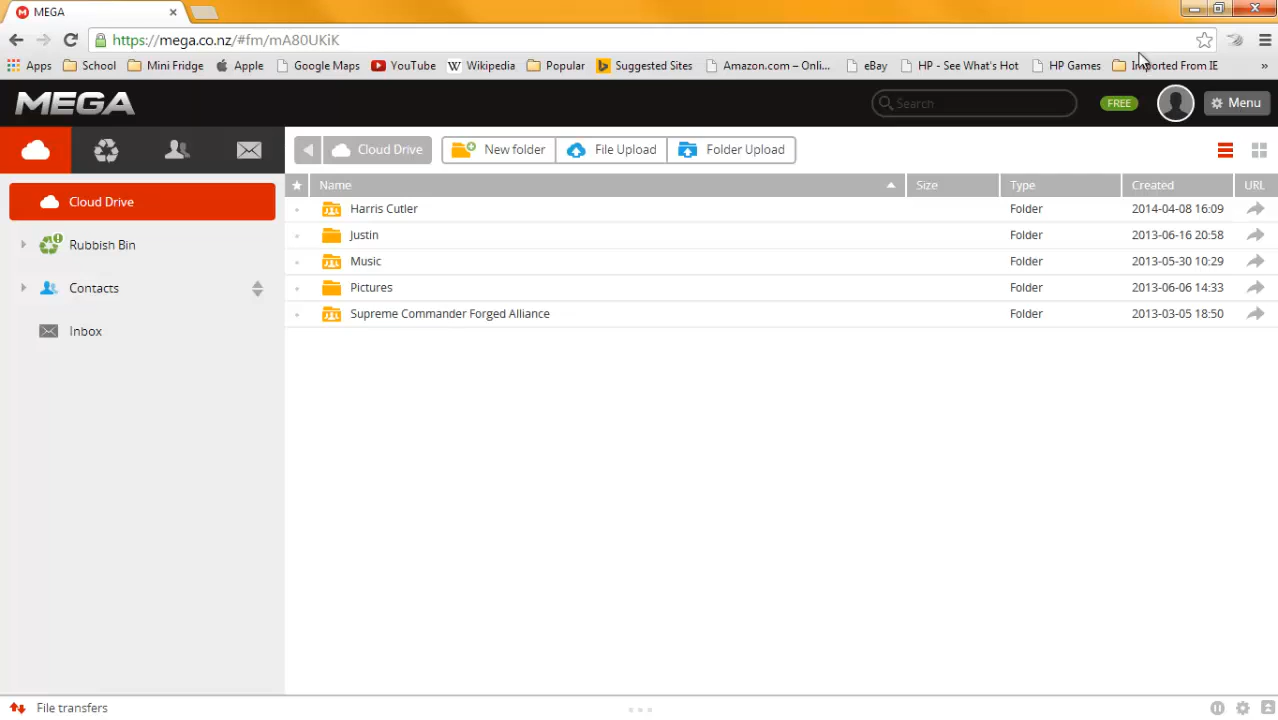 MEGA
https://mega.co.nz/#fm/mA80UKiK
Apps School Mini Fridge Apple Google Maps YouTube Wikipedia Popular Suggested Sites Amazon.com – Onli... eBay HP - See What's Hot HP Games Imported From IE »
MEGA Search FREE Menu
Cloud Drive New folder File Upload Folder Upload
Name Size Type Created URL
Cloud Drive
Rubbish Bin
Contacts
Inbox
Harris Cutler Folder 2014-04-08 16:09
Justin Folder 2013-06-16 20:58
Music Folder 2013-05-30 10:29
Pictures Folder 2013-06-06 14:33
Supreme Commander Forged Alliance Folder 2013-03-05 18:50
File transfers